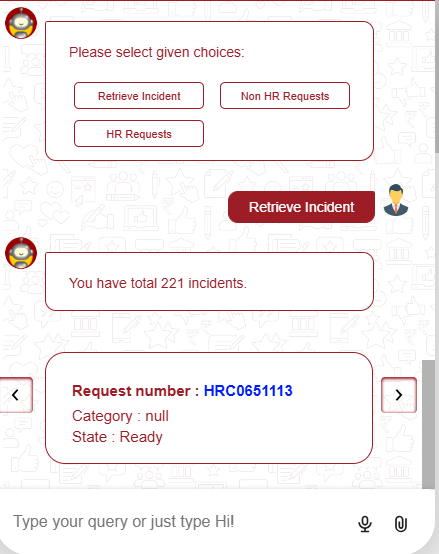 Please select given choices:
Retrieve Incident
Non HR Requests
HR Requests
Retrieve Incident
You have total 221 incidents.
Request number : HRC0651113
Category : null
State : Ready
Type your query or just type Hi!